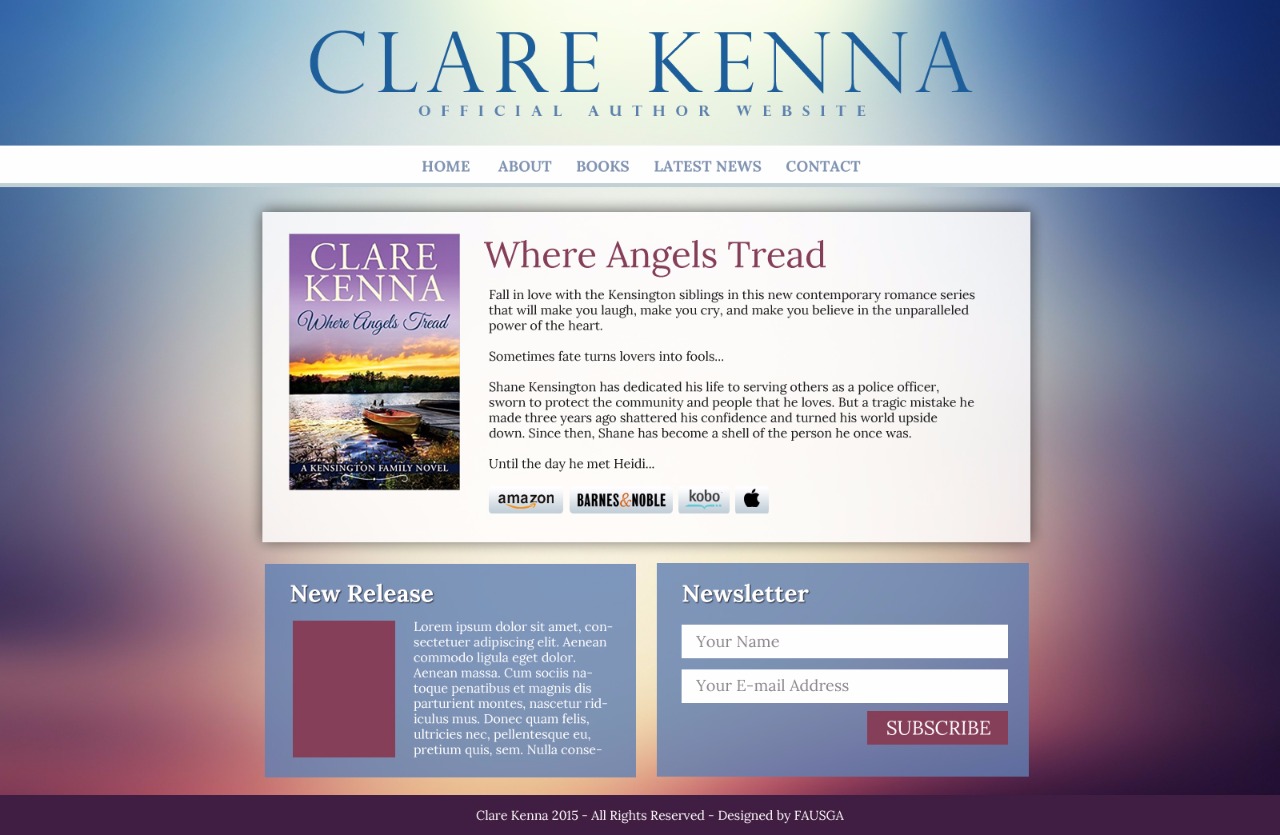 CLARE KENNA
OFFICIAL AUTHOR WEBSITE
HOME ABOUT BOOKS LATEST NEWS CONTACT
CLARE
KENNA
Where Angels Tread
A KENSINGTON FAMILY NOVEL
Where Angels Tread
Fall in love with the Kensington siblings in this new contemporary romance series
that will make you laugh, make you cry, and make you believe in the unparalleled
power of the heart.
Sometimes fate turns lovers into fools...
Shane Kensington has dedicated his life to serving others as a police officer,
sworn to protect the community and people that he loves. But a tragic mistake he
made three years ago shattered his confidence and turned his world upside
down. Since then, Shane has become a shell of the person he once was.
Until the day he met Heidi...
amazon BARNES&NOBLE kobo
New Release
Lorem ipsum dolor sit amet, con-
sectetuer adipiscing elit. Aenean
commodo ligula eget dolor.
Aenean massa. Cum sociis na-
toque penatibus et magnis dis
parturient montes, nascetur rid-
iculus mus. Donec quam felis,
ultricies nec, pellentesque eu,
pretium quis, sem. Nulla conse-
Newsletter
Your Name
Your E-mail Address
SUBSCRIBE
Clare Kenna 2015 - All Rights Reserved - Designed by FAUSGA